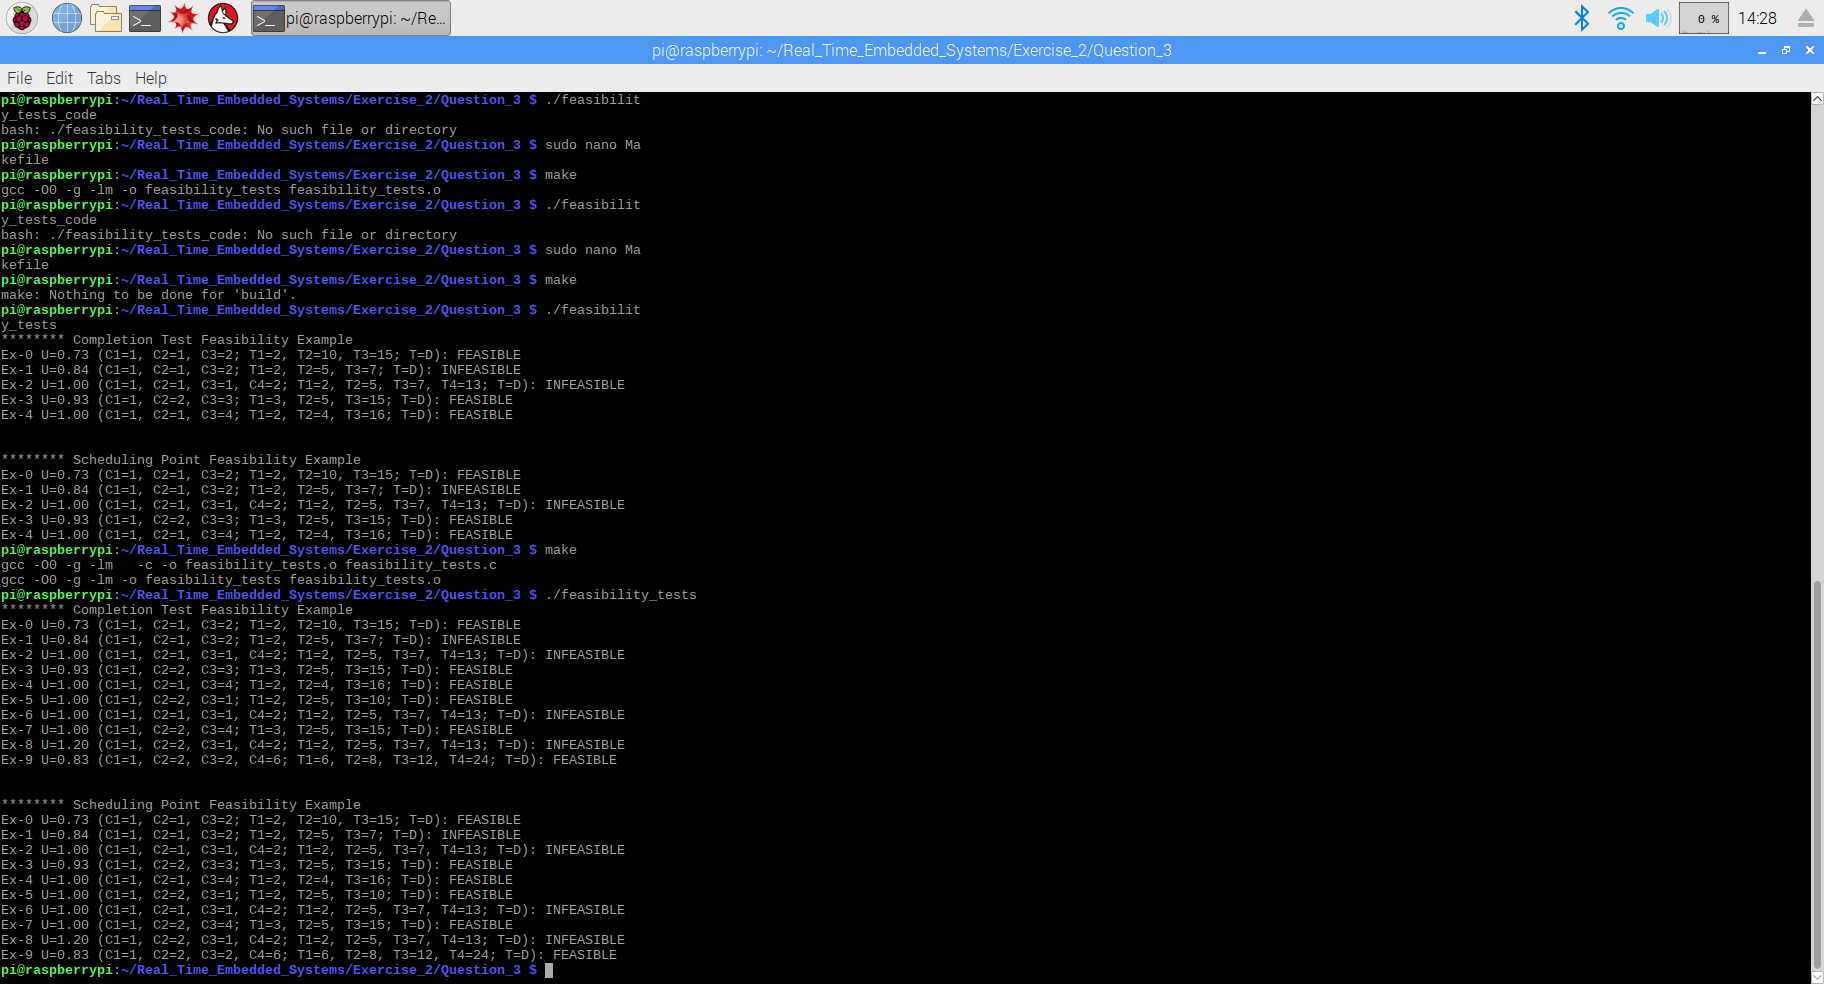 pi@raspberrypi: ~/Re...
0 %
14:28
pi@raspberrypi: ~/Real_Time_Embedded_Systems/Exercise_2/Question_3
File Edit Tabs Help
pi@raspberrypi:~/Real_Time_Embedded_Systems/Exercise_2/Question_3 $ ./feasibilit
y_tests_code
bash: ./feasibility_tests_code: No such file or directory
pi@raspberrypi:~/Real_Time_Embedded_Systems/Exercise_2/Question_3 $ sudo nano Ma
kefile
pi@raspberrypi:~/Real_Time_Embedded_Systems/Exercise_2/Question_3 $ make
gcc -O0 -g -lm -o feasibility_tests feasibility_tests.o
pi@raspberrypi:~/Real_Time_Embedded_Systems/Exercise_2/Question_3 $ ./feasibilit
y_tests_code
bash: ./feasibility_tests_code: No such file or directory
pi@raspberrypi:~/Real_Time_Embedded_Systems/Exercise_2/Question_3 $ sudo nano Ma
kefile
pi@raspberrypi:~/Real_Time_Embedded_Systems/Exercise_2/Question_3 $ make
make: Nothing to be done for 'build'.
pi@raspberrypi:~/Real_Time_Embedded_Systems/Exercise_2/Question_3 $ ./feasibilit
y_tests
******** Completion Test Feasibility Example
Ex-0 U=0.73 (C1=1, C2=1, C3=2; T1=2, T2=10, T3=15; T=D): FEASIBLE
Ex-1 U=0.84 (C1=1, C2=1, C3=2; T1=2, T2=5, T3=7; T=D): INFEASIBLE
Ex-2 U=1.00 (C1=1, C2=1, C3=1, C4=2; T1=2, T2=5, T3=7, T4=13; T=D): INFEASIBLE
Ex-3 U=0.93 (C1=1, C2=2, C3=3; T1=3, T2=5, T3=15; T=D): FEASIBLE
Ex-4 U=1.00 (C1=1, C2=1, C3=4; T1=2, T2=4, T3=16; T=D): FEASIBLE
******** Scheduling Point Feasibility Example
Ex-0 U=0.73 (C1=1, C2=1, C3=2; T1=2, T2=10, T3=15; T=D): FEASIBLE
Ex-1 U=0.84 (C1=1, C2=1, C3=2; T1=2, T2=5, T3=7; T=D): INFEASIBLE
Ex-2 U=1.00 (C1=1, C2=1, C3=1, C4=2; T1=2, T2=5, T3=7, T4=13; T=D): INFEASIBLE
Ex-3 U=0.93 (C1=1, C2=2, C3=3; T1=3, T2=5, T3=15; T=D): FEASIBLE
Ex-4 U=1.00 (C1=1, C2=1, C3=4; T1=2, T2=4, T3=16; T=D): FEASIBLE
pi@raspberrypi:~/Real_Time_Embedded_Systems/Exercise_2/Question_3 $ make
gcc -O0 -g -lm   -c -o feasibility_tests.o feasibility_tests.c
gcc -O0 -g -lm -o feasibility_tests feasibility_tests.o
pi@raspberrypi:~/Real_Time_Embedded_Systems/Exercise_2/Question_3 $ ./feasibility_tests
******** Completion Test Feasibility Example
Ex-0 U=0.73 (C1=1, C2=1, C3=2; T1=2, T2=10, T3=15; T=D): FEASIBLE
Ex-1 U=0.84 (C1=1, C2=1, C3=2; T1=2, T2=5, T3=7; T=D): INFEASIBLE
Ex-2 U=1.00 (C1=1, C2=1, C3=1, C4=2; T1=2, T2=5, T3=7, T4=13; T=D): INFEASIBLE
Ex-3 U=0.93 (C1=1, C2=2, C3=3; T1=3, T2=5, T3=15; T=D): FEASIBLE
Ex-4 U=1.00 (C1=1, C2=1, C3=4; T1=2, T2=4, T3=16; T=D): FEASIBLE
Ex-5 U=1.00 (C1=1, C2=2, C3=1; T1=2, T2=5, T3=10; T=D): FEASIBLE
Ex-6 U=1.00 (C1=1, C2=1, C3=1, C4=2; T1=2, T2=5, T3=7, T4=13; T=D): INFEASIBLE
Ex-7 U=1.00 (C1=1, C2=2, C3=4; T1=3, T2=5, T3=15; T=D): FEASIBLE
Ex-8 U=1.20 (C1=1, C2=2, C3=1, C4=2; T1=2, T2=5, T3=7, T4=13; T=D): INFEASIBLE
Ex-9 U=0.83 (C1=1, C2=2, C3=2, C4=6; T1=6, T2=8, T3=12, T4=24; T=D): FEASIBLE
******** Scheduling Point Feasibility Example
Ex-0 U=0.73 (C1=1, C2=1, C3=2; T1=2, T2=10, T3=15; T=D): FEASIBLE
Ex-1 U=0.84 (C1=1, C2=1, C3=2; T1=2, T2=5, T3=7; T=D): INFEASIBLE
Ex-2 U=1.00 (C1=1, C2=1, C3=1, C4=2; T1=2, T2=5, T3=7, T4=13; T=D): INFEASIBLE
Ex-3 U=0.93 (C1=1, C2=2, C3=3; T1=3, T2=5, T3=15; T=D): FEASIBLE
Ex-4 U=1.00 (C1=1, C2=1, C3=4; T1=2, T2=4, T3=16; T=D): FEASIBLE
Ex-5 U=1.00 (C1=1, C2=2, C3=1; T1=2, T2=5, T3=10; T=D): FEASIBLE
Ex-6 U=1.00 (C1=1, C2=1, C3=1, C4=2; T1=2, T2=5, T3=7, T4=13; T=D): INFEASIBLE
Ex-7 U=1.00 (C1=1, C2=2, C3=4; T1=3, T2=5, T3=15; T=D): FEASIBLE
Ex-8 U=1.20 (C1=1, C2=2, C3=1, C4=2; T1=2, T2=5, T3=7, T4=13; T=D): INFEASIBLE
Ex-9 U=0.83 (C1=1, C2=2, C3=2, C4=6; T1=6, T2=8, T3=12, T4=24; T=D): FEASIBLE
pi@raspberrypi:~/Real_Time_Embedded_Systems/Exercise_2/Question_3 $